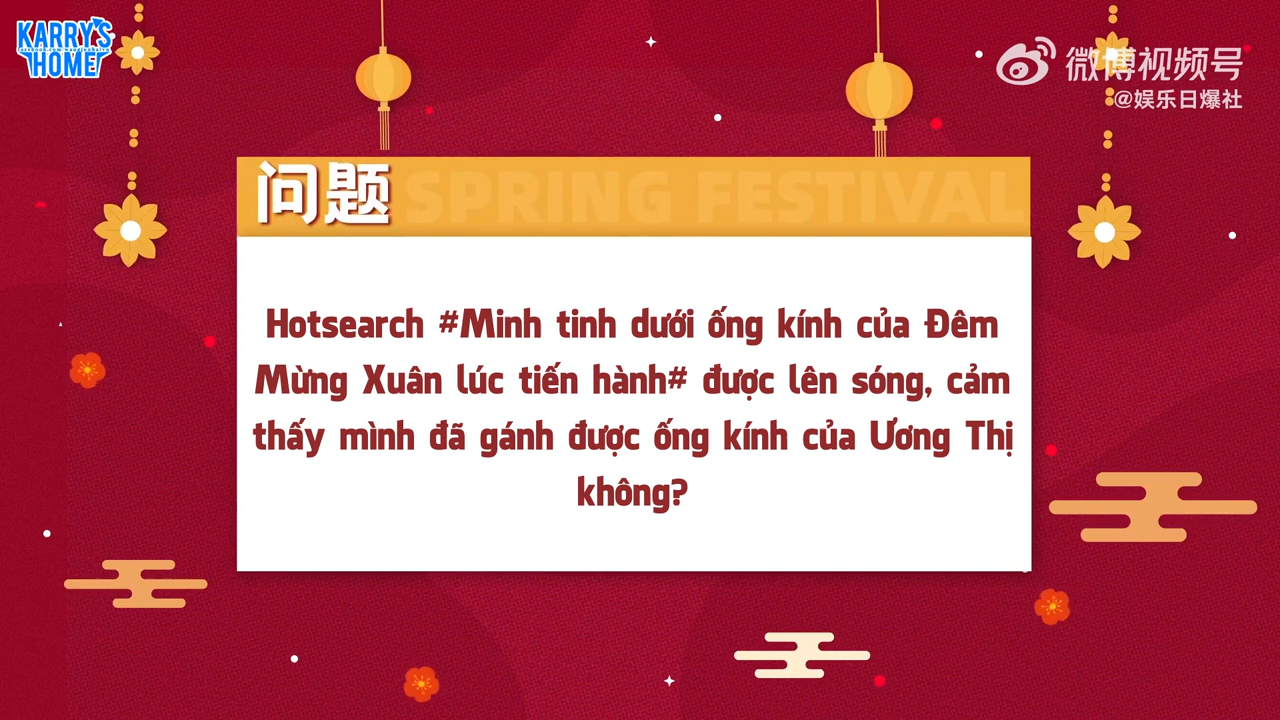 KARRY'S
HOME
微博视频号
@娱乐日爆社
问题 SPRING FESTIVAL
Hotsearch #Minh tinh dưới ống kính của Đêm
Mừng Xuân lúc tiến hành# được lên sóng, cảm
thấy mình đã gánh được ống kính của Ương Thị
không?